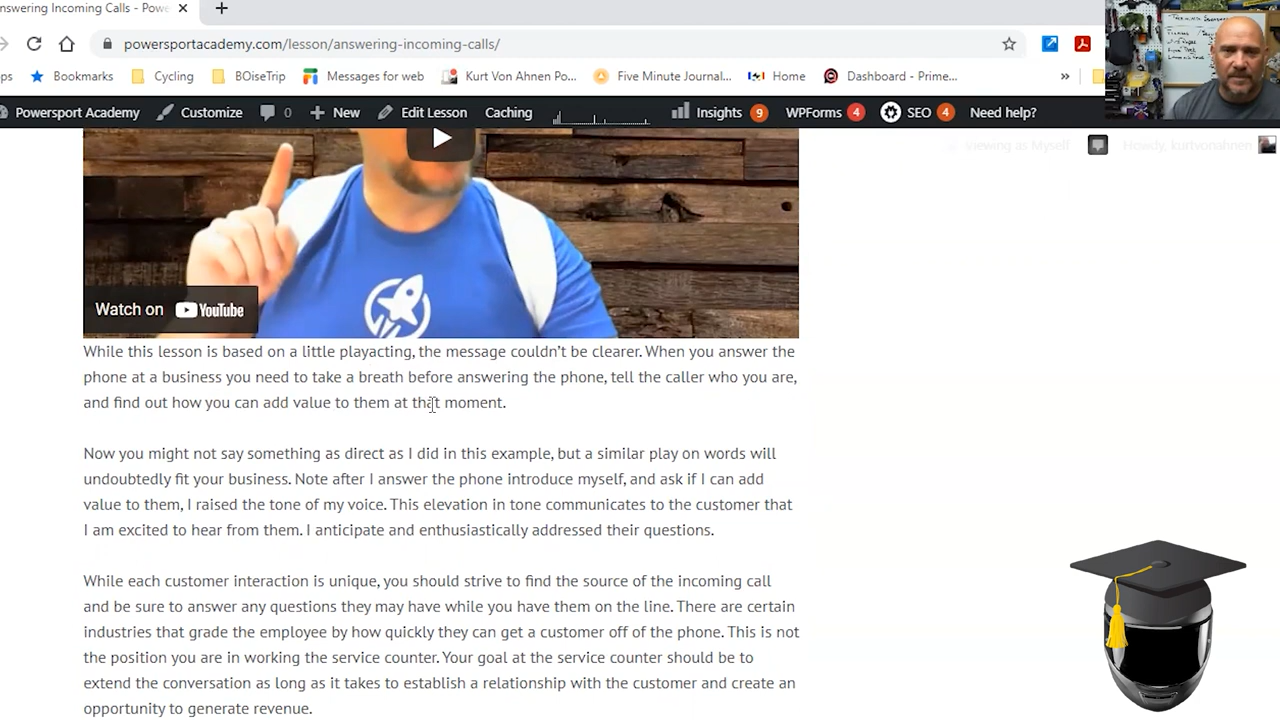 nswering Incoming Calls - Powe
powersportacademy.com/lesson/answering-incoming-calls/
ps Bookmarks Cycling BOiseTrip Messages for web Kurt Von Ahnen Po... Five Minute Journal... Home Dashboard - Prime... »
Powersport Academy Customize 0 New Edit Lesson Caching Insights 9 WPForms 4 SEO 4 Need help?
Viewing as Myself Howdy, kurtvonahnen
Watch on YouTube
While this lesson is based on a little playacting, the message couldn't be clearer. When you answer the
phone at a business you need to take a breath before answering the phone, tell the caller who you are,
and find out how you can add value to them at that moment.
Now you might not say something as direct as I did in this example, but a similar play on words will
undoubtedly fit your business. Note after I answer the phone introduce myself, and ask if I can add
value to them, I raised the tone of my voice. This elevation in tone communicates to the customer that
I am excited to hear from them. I anticipate and enthusiastically addressed their questions.
While each customer interaction is unique, you should strive to find the source of the incoming call
and be sure to answer any questions they may have while you have them on the line. There are certain
industries that grade the employee by how quickly they can get a customer off of the phone. This is not
the position you are in working the service counter. Your goal at the service counter should be to
extend the conversation as long as it takes to establish a relationship with the customer and create an
opportunity to generate revenue.